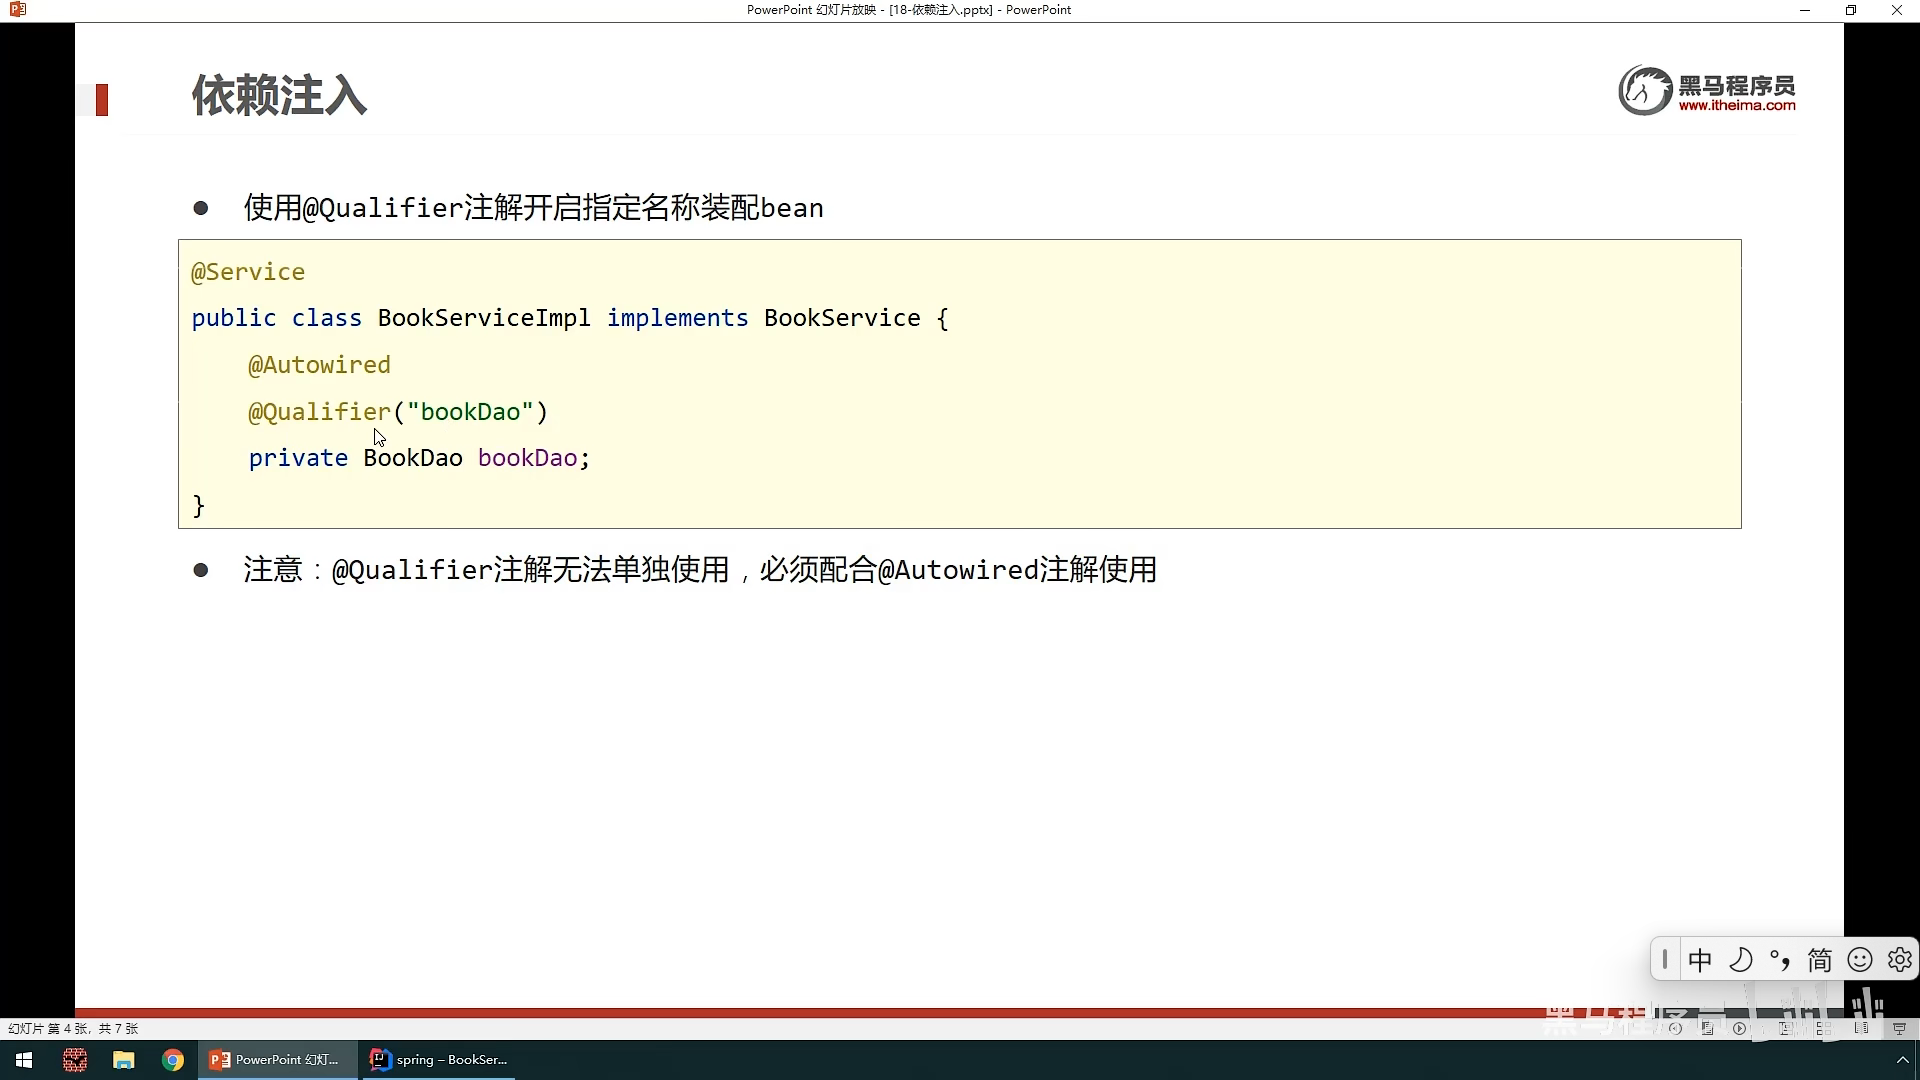 PowerPoint 幻灯片放映 - [18-依赖注入.pptx] - PowerPoint
依赖注入
黑马程序员
www.itheima.com
● 使用@Qualifier注解开启指定名称装配bean
@Service
public class BookServiceImpl implements BookService {
@Autowired
@Qualifier("bookDao")
private BookDao bookDao;
}
● 注意：@Qualifier注解无法单独使用，必须配合@Autowired注解使用
中 简
黑马程序员
幻灯片 第 4 张，共 7 张
PowerPoint 幻灯...
spring – BookSer...